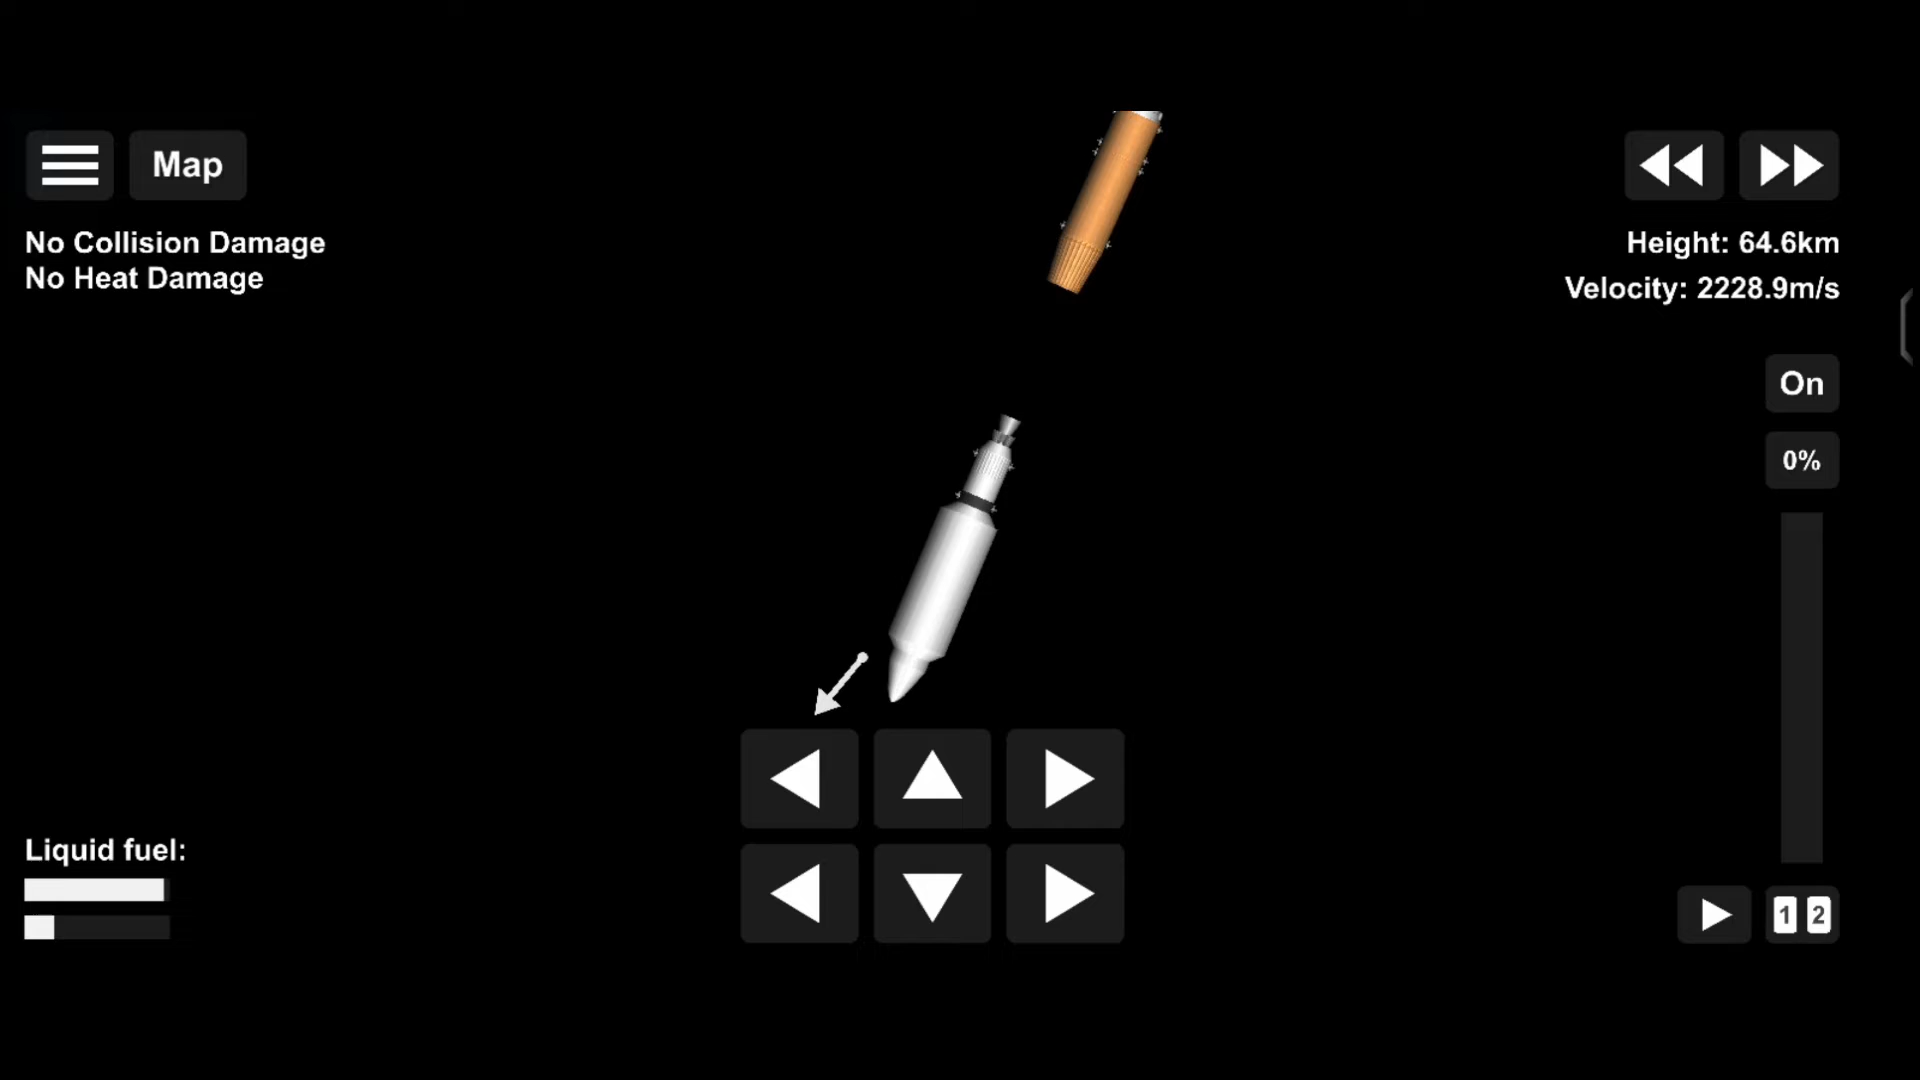 Map
No Collision Damage
No Heat Damage
Height: 64.6km
Velocity: 2228.9m/s
On
0%
Liquid fuel:
1 2